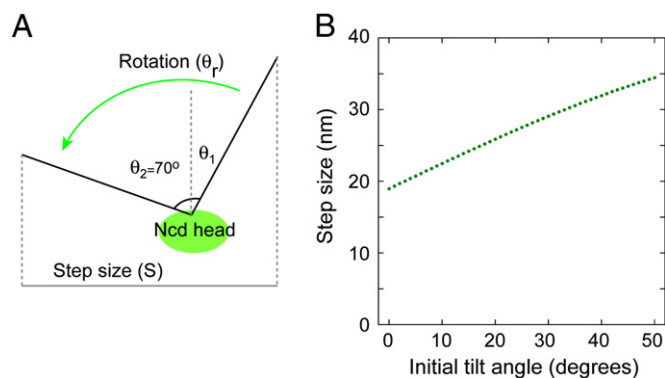 A
Rotation (θr)
θ2=70o
θ1
Ncd head
Step size (S)
B
Step size (nm)
40
30
20
10
0
0
10
20
30
40
50
Initial tilt angle (degrees)